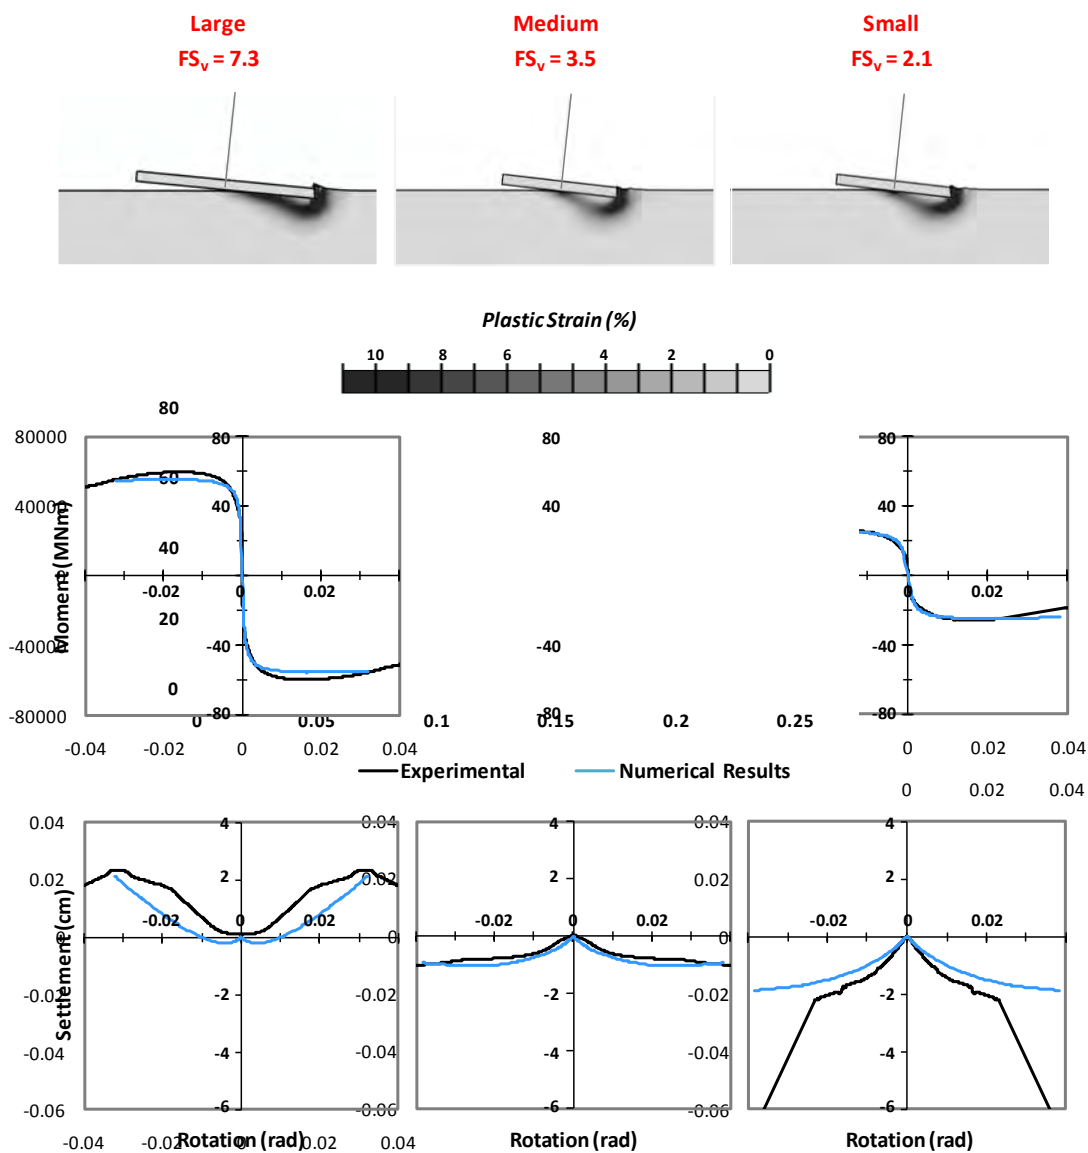 Large Medium Small
FSv = 7.3 FSv = 3.5 FSv = 2.1
Plastic Strain (%)
10 8 6 4 2 0
80
80000 80 80 80
60
40000 40 40 40
Moment (MNm)
40
0
-0.02 0 0.02 0 0.02
20
-40000 -40 -40 -40
0
-80000 -80 -80 -80
0 0.05 0.1 0.15 0.2 0.25
-0.04 -0.02 0 0.02 0.04 0 0.02 0.04
Experimental Numerical Results
0 0.02 0.04
0.04 4 0.04 4 4
0.02 2 0.02 2 2
Settlement (cm)
-0.02 0 0.02 -0.02 0 0.02 -0.02 0 0.02
0 0
-0.02 -2 -0.02 -2 -2
-0.04 -4 -0.04 -4 -4
-0.06 -6 -0.06 -6 -6
Rotation (rad) Rotation (rad) Rotation (rad)
-0.04 -0.02 0 0.02 0.04